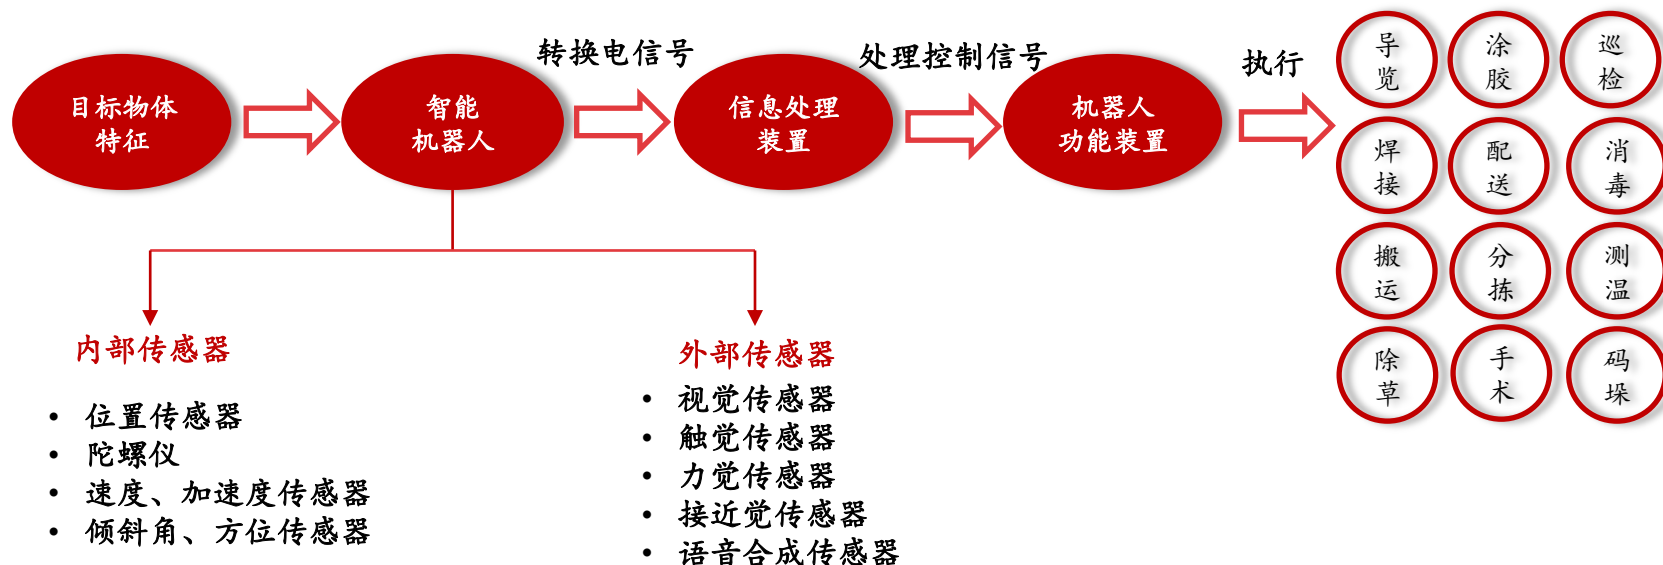 目标物体
特征
智能
机器人
转换电信号
信息处理
装置
处理控制信号
机器人
功能装置
执行
导
览
涂
胶
巡
检
焊
接
配
送
消
毒
搬
运
分
拣
测
温
除
草
手
术
码
垛
内部传感器
• 位置传感器
• 陀螺仪
• 速度、加速度传感器
• 倾斜角、方位传感器
外部传感器
• 视觉传感器
• 触觉传感器
• 力觉传感器
• 接近觉传感器
• 语音合成传感器